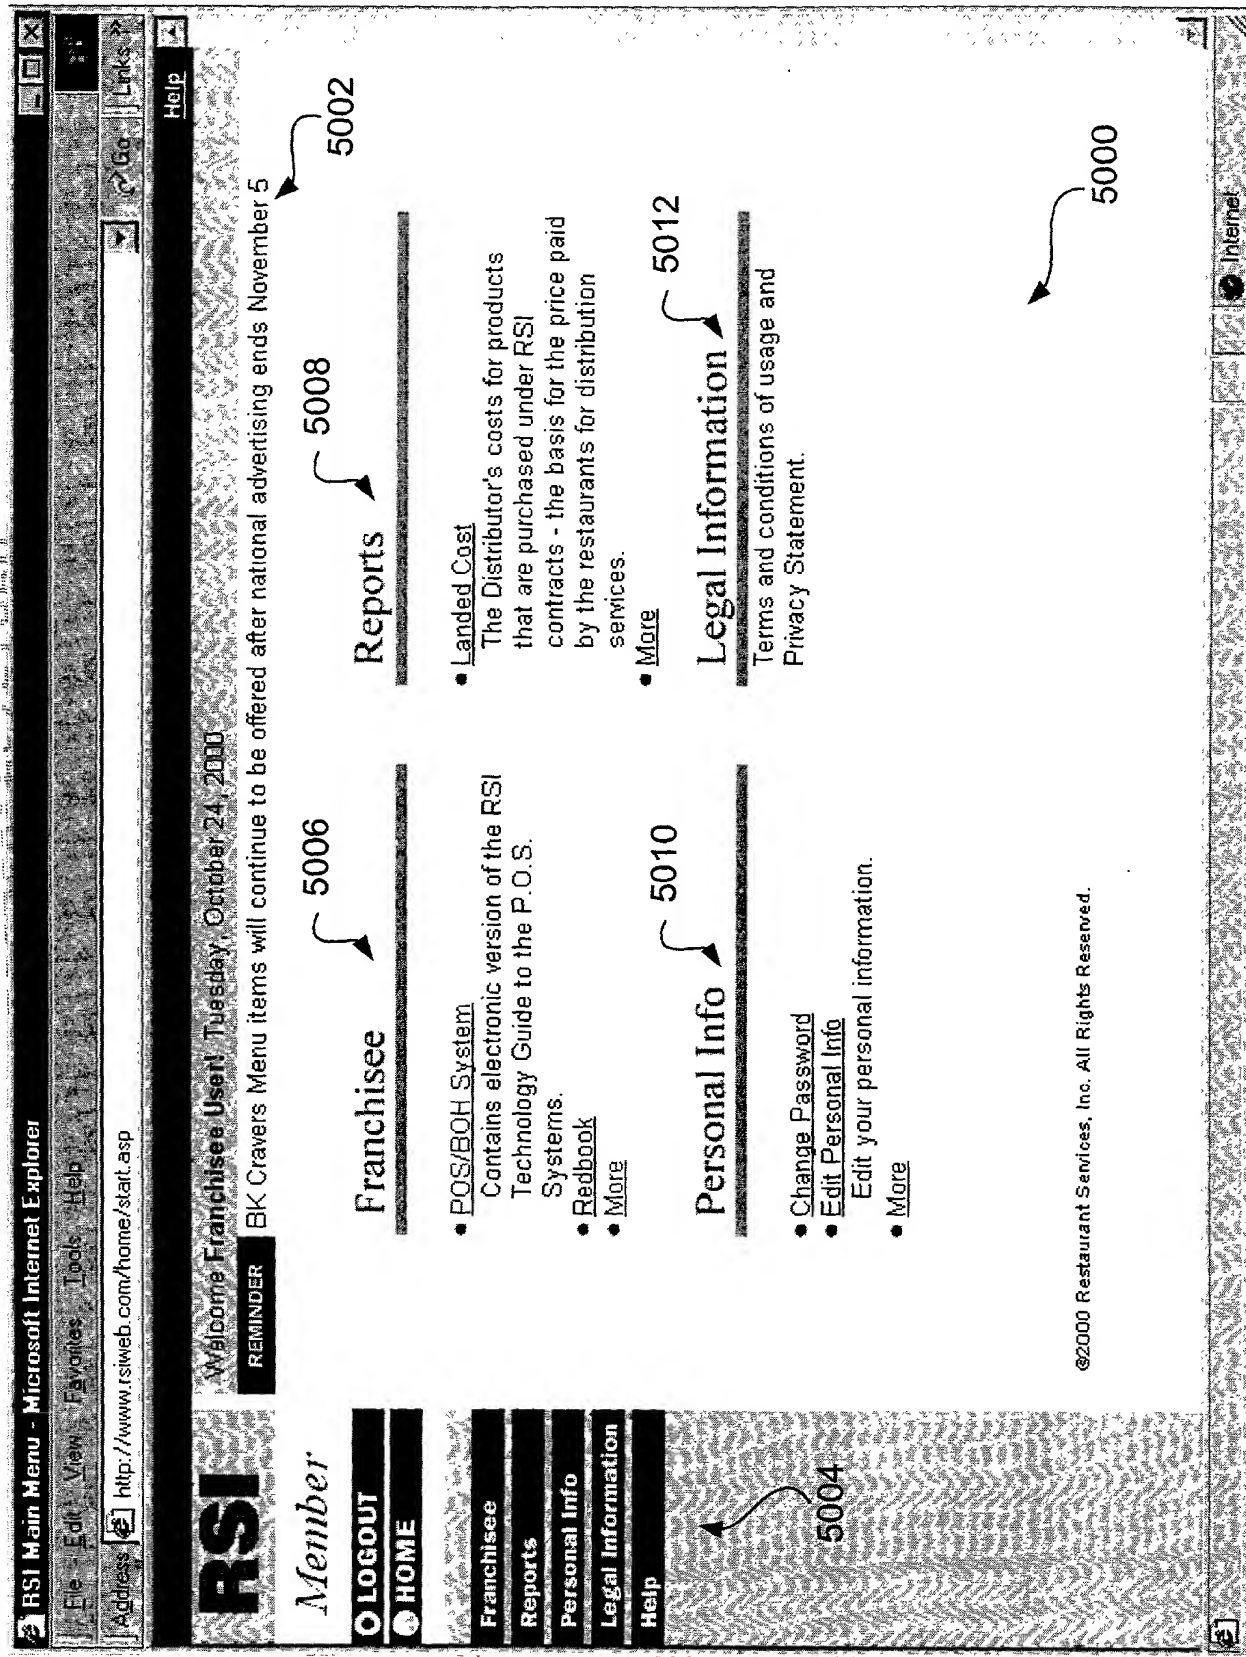 RSI Main Menu - Microsoft Internet Explorer
File Edit View Favorites Tools Help
Address http://www.rsiweb.com/home/start.asp Go Links »
Help
RSI
Welcome Franchisee User! Tuesday, October 24, 2000
REMINDER BK Cravers Menu items will continue to be offered after national advertising ends November 5
5002
Member
LOGOUT
HOME
Franchisee
Reports
Personal Info
Legal Information
Help
5004
5006
Franchisee
• POS/BOH System
Contains electronic version of the RSI
Technology Guide to the P.O.S.
Systems.
• Redbook
• More
5008
Reports
• Landed Cost
The Distributor's costs for products
that are purchased under RSI
contracts - the basis for the price paid
by the restaurants for distribution
services.
• More
5010
Personal Info
• Change Password
• Edit Personal Info
Edit your personal information.
• More
5012
Legal Information
Terms and conditions of usage and
Privacy Statement.
5000
©2000 Restaurant Services, Inc. All Rights Reserved.
Internet